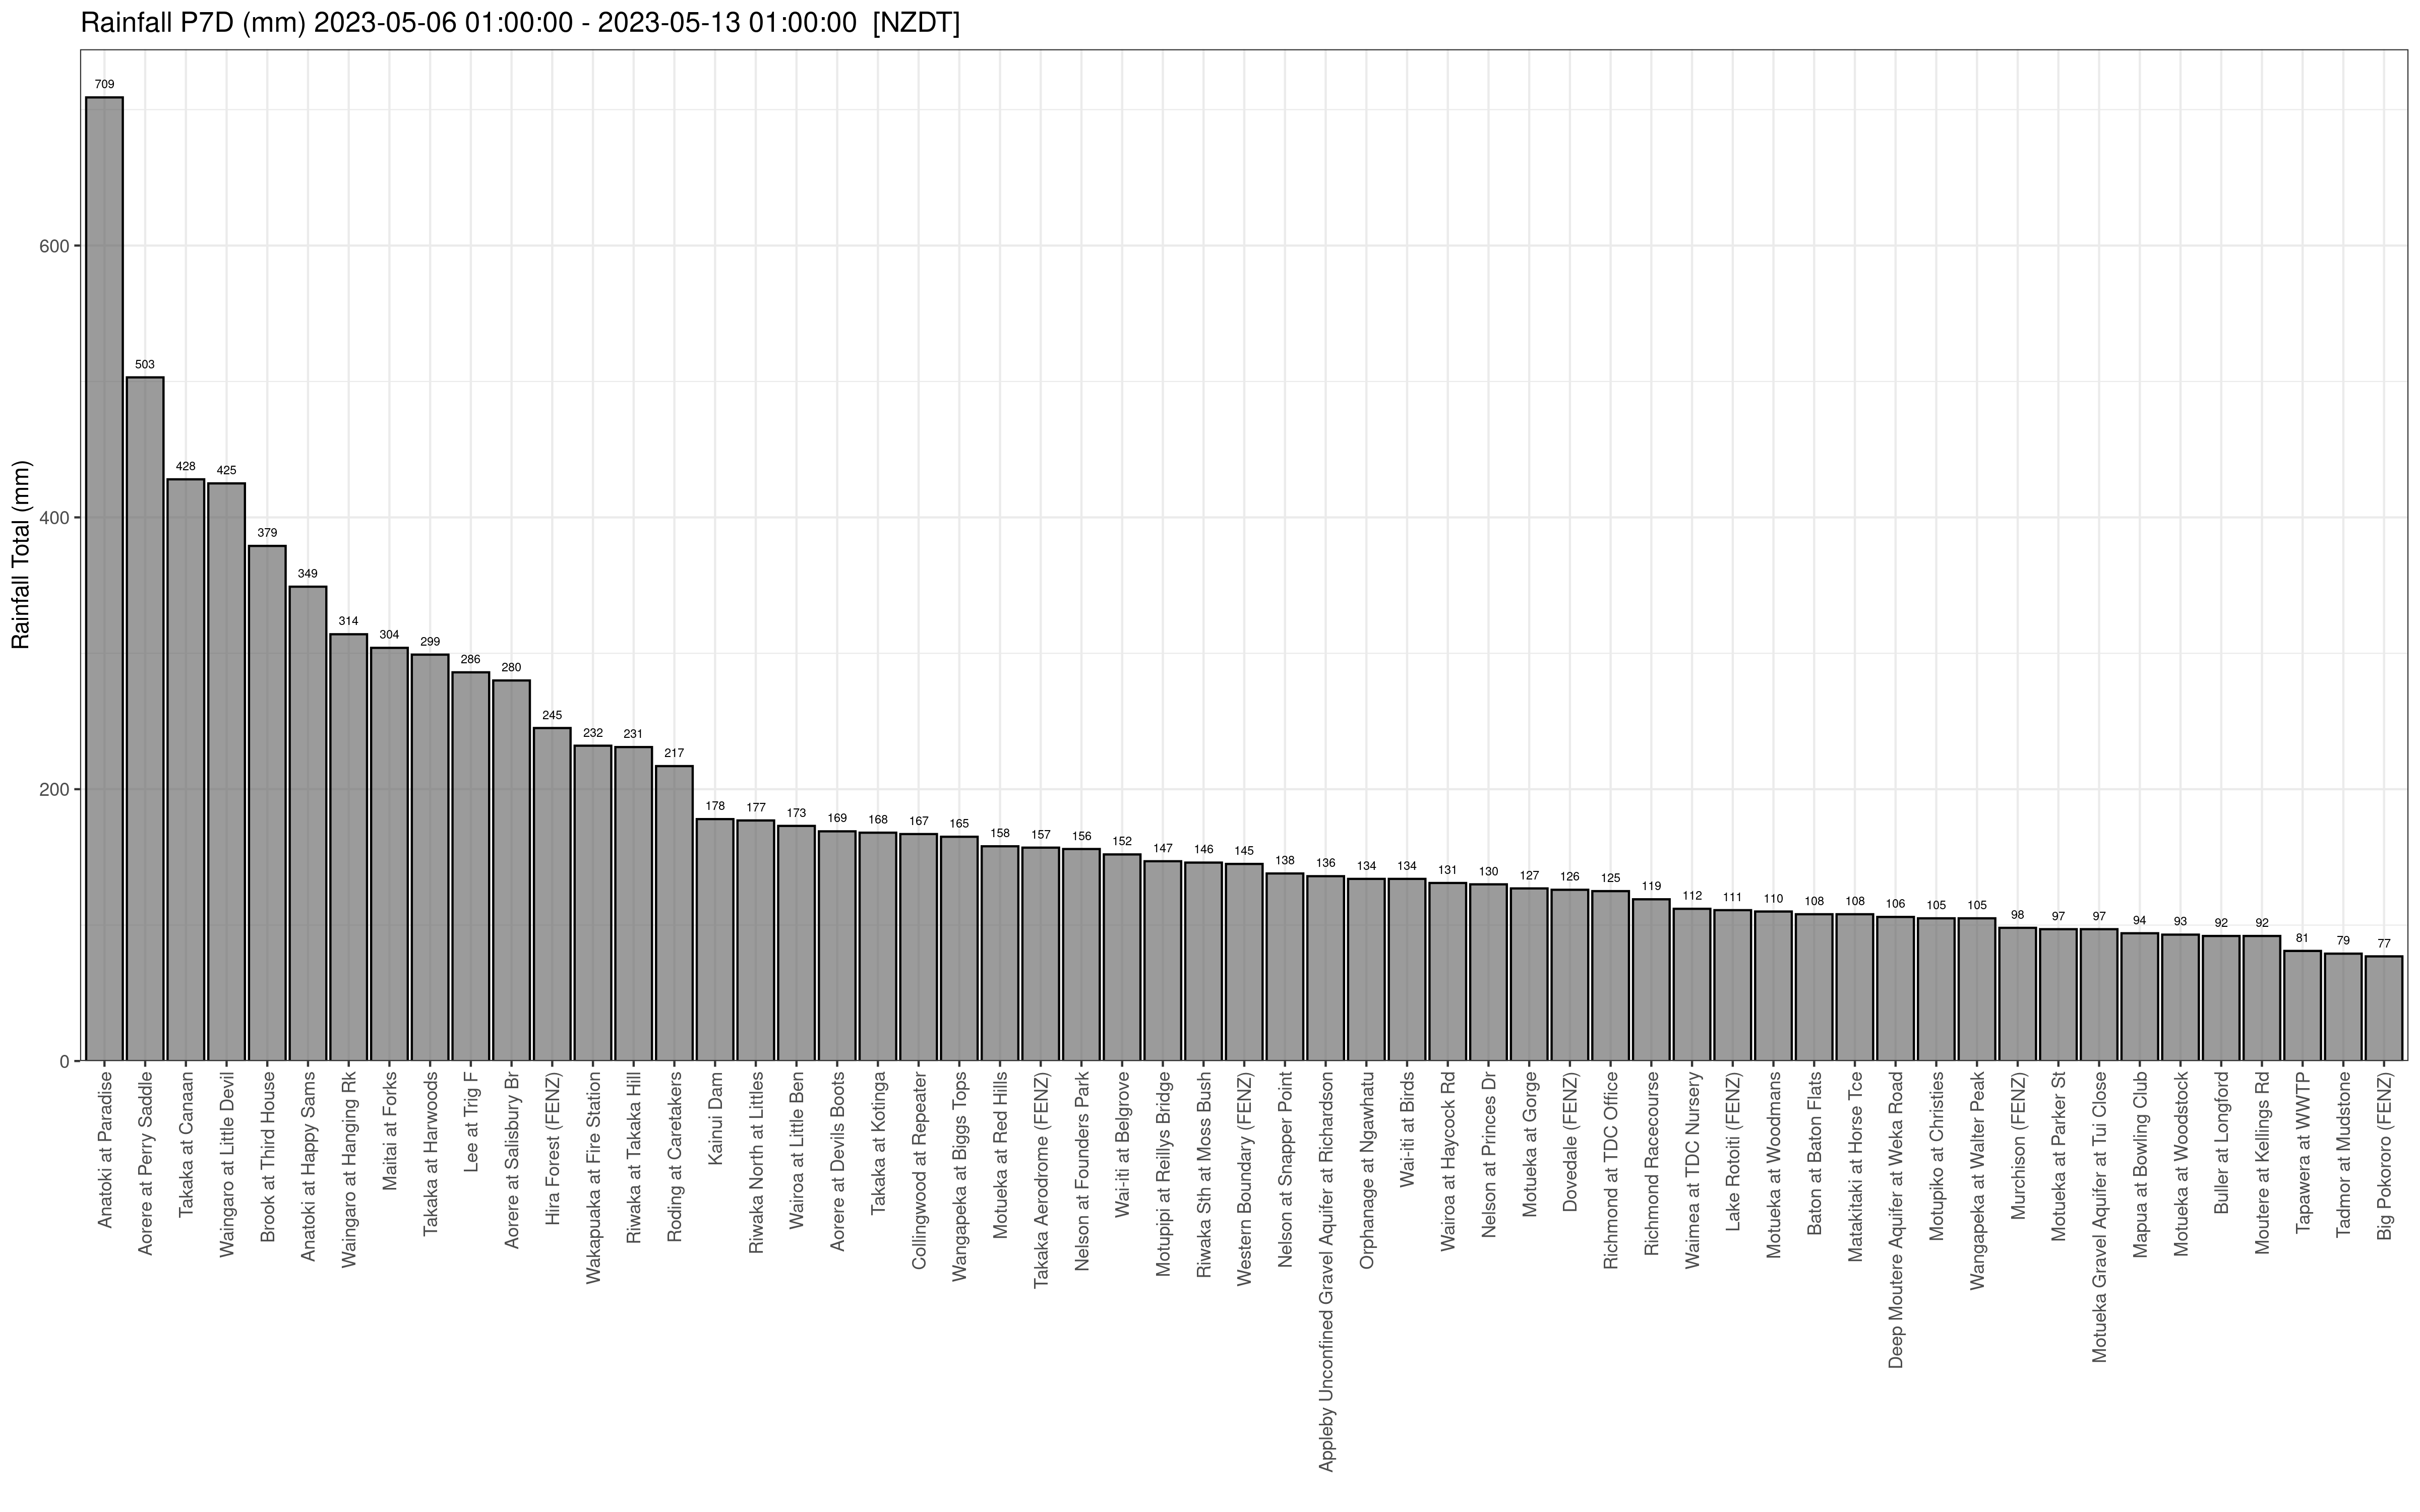 Rainfall P7D (mm) 2023-05-06 01:00:00 - 2023-05-13 01:00:00 [NZDT]
Rainfall Total (mm)
600
400
200
0
709
503
428
425
379
349
314
304
299
286
280
245
232
231
217
178
177
173
169
168
167
165
158
157
156
152
147
146
145
138
136
134
134
131
130
127
126
125
119
112
111
110
108
108
106
105
105
98
97
97
94
93
92
92
81
79
77
Anatoki at Paradise
Aorere at Perry Saddle
Takaka at Canaan
Waingaro at Little Devil
Brook at Third House
Anatoki at Happy Sams
Waingaro at Hanging Rk
Maitai at Forks
Takaka at Harwoods
Lee at Trig F
Aorere at Salisbury Br
Hira Forest (FENZ)
Wakapuaka at Fire Station
Riwaka at Takaka Hill
Roding at Caretakers
Kainui Dam
Riwaka North at Littles
Wairoa at Little Ben
Aorere at Devils Boots
Takaka at Kotinga
Collingwood at Repeater
Wangapeka at Biggs Tops
Motueka at Red Hills
Takaka Aerodrome (FENZ)
Nelson at Founders Park
Wai-iti at Belgrove
Motupipi at Reillys Bridge
Riwaka Sth at Moss Bush
Western Boundary (FENZ)
Nelson at Snapper Point
Appleby Unconfined Gravel Aquifer at Richardson
Orphanage at Ngawhatu
Wai-iti at Birds
Wairoa at Haycock Rd
Nelson at Princes Dr
Motueka at Gorge
Dovedale (FENZ)
Richmond at TDC Office
Richmond Racecourse
Waimea at TDC Nursery
Lake Rotoiti (FENZ)
Motueka at Woodmans
Baton at Baton Flats
Matakitaki at Horse Tce
Deep Moutere Aquifer at Weka Road
Motupiko at Christies
Wangapeka at Walter Peak
Murchison (FENZ)
Motueka at Parker St
Motueka Gravel Aquifer at Tui Close
Mapua at Bowling Club
Motueka at Woodstock
Buller at Longford
Moutere at Kellings Rd
Tapawera at WWTP
Tadmor at Mudstone
Big Pokororo (FENZ)